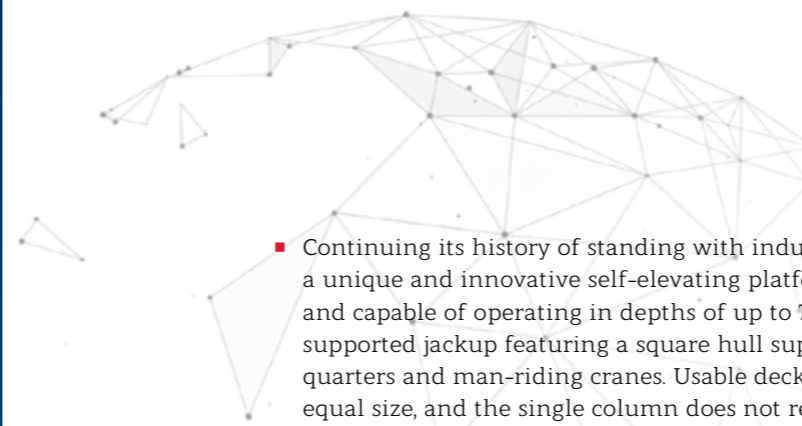 Continuing its history of standing with indu
a unique and innovative self-elevating platf
and capable of operating in depths of up to
supported jackup featuring a square hull sup
quarters and man-riding cranes. Usable deck
equal size, and the single column does not re